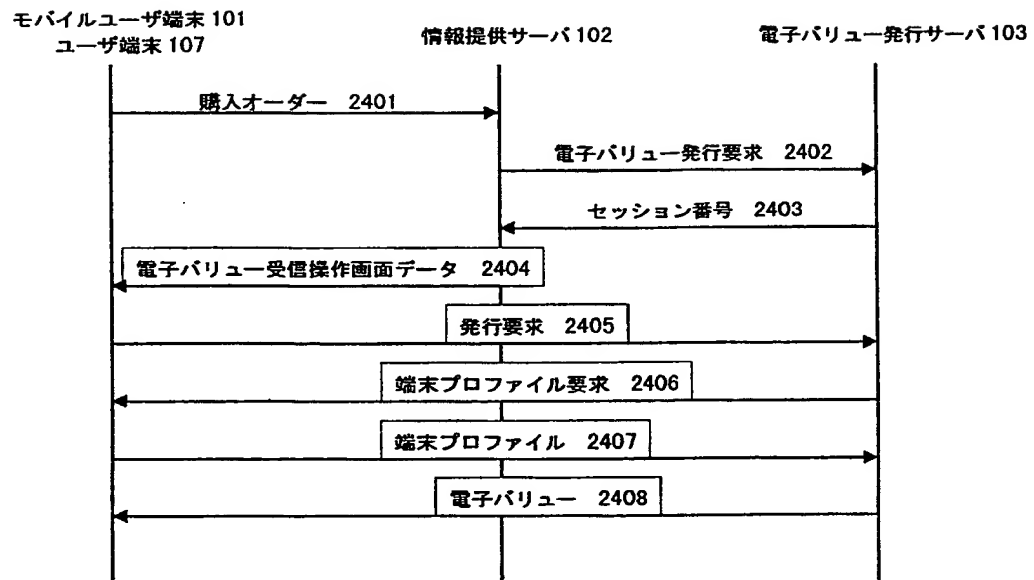 モバイルユーザ端末 101
ユーザ端末 107
情報提供サーバ 102
電子バリュー発行サーバ 103
購入オーダー 2401
電子バリュー発行要求 2402
セッション番号 2403
電子バリュー受信操作画面データ 2404
発行要求 2405
端末プロファイル要求 2406
端末プロファイル 2407
電子バリュー 2408